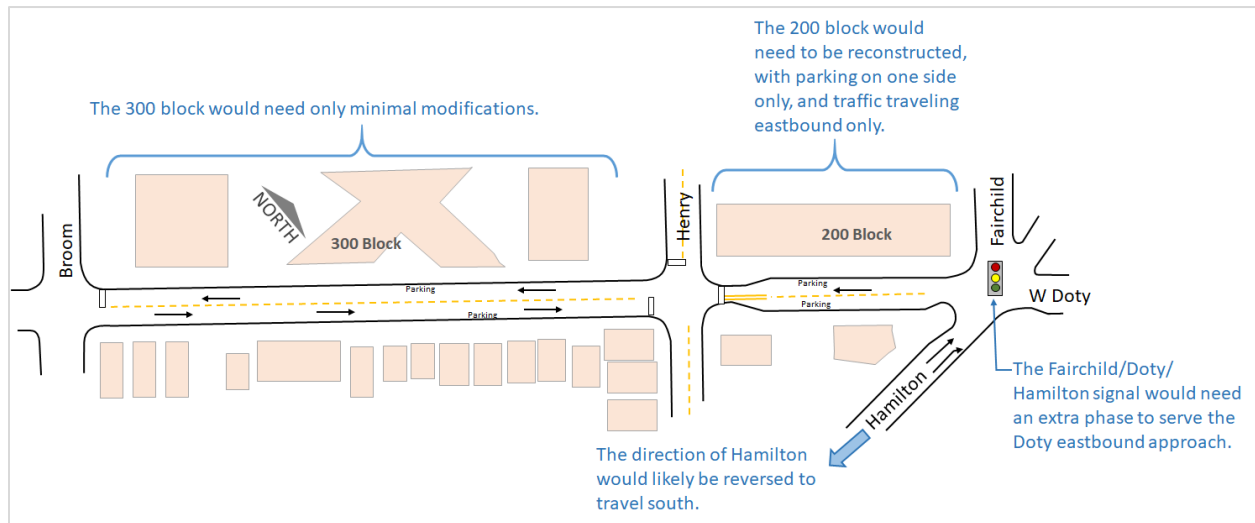 The 200 block would
need to be reconstructed,
with parking on one side
only, and traffic traveling
eastbound only.
The 300 block would need only minimal modifications.
Broom
NORTH
300 Block
Henry
200 Block
Fairchild
Parking
Parking
Parking
Parking
W Doty
Hamilton
The Fairchild/Doty/
Hamilton signal would need
an extra phase to serve the
Doty eastbound approach.
The direction of Hamilton
would likely be reversed to
travel south.